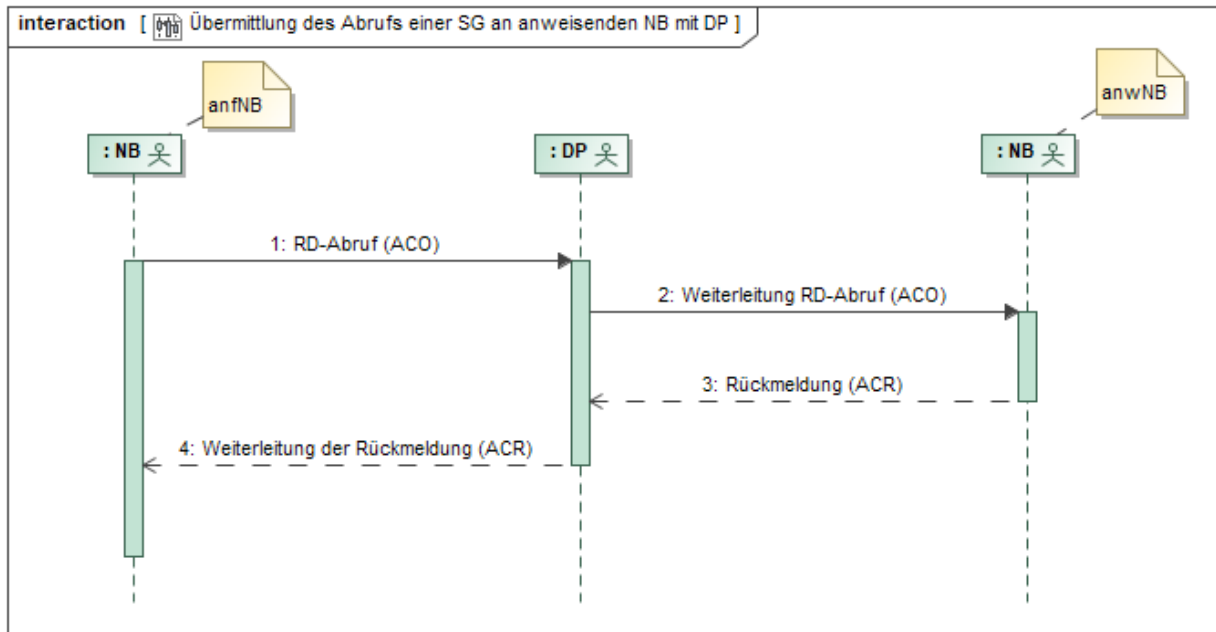 interaction [ Übermittlung des Abrufs einer SG an anweisenden NB mit DP ]
anfNB
anwNB
: NB
: DP
: NB
1: RD-Abruf (ACO)
2: Weiterleitung RD-Abruf (ACO)
3: Rückmeldung (ACR)
4: Weiterleitung der Rückmeldung (ACR)